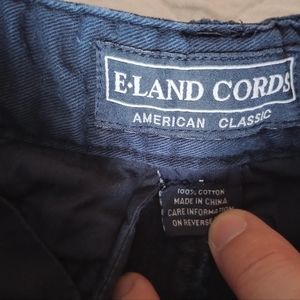 E·LAND CORDS
AMERICAN CLASSIC
100% COTTON
MADE IN CHINA
CARE INFORMATION
ON REVERSE